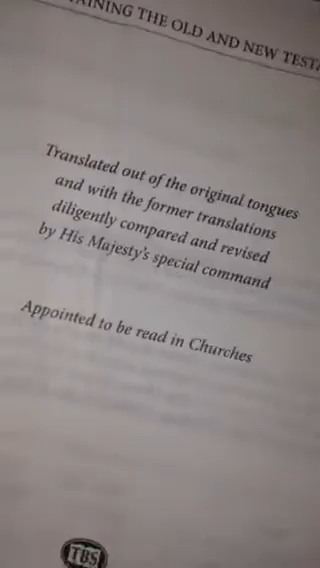 THE OLD AND NEW
Translated out of the original tongues
and with the former translations
diligently compared and revised
by His Majesty's special command
Appointed to be read in Churches
TBS